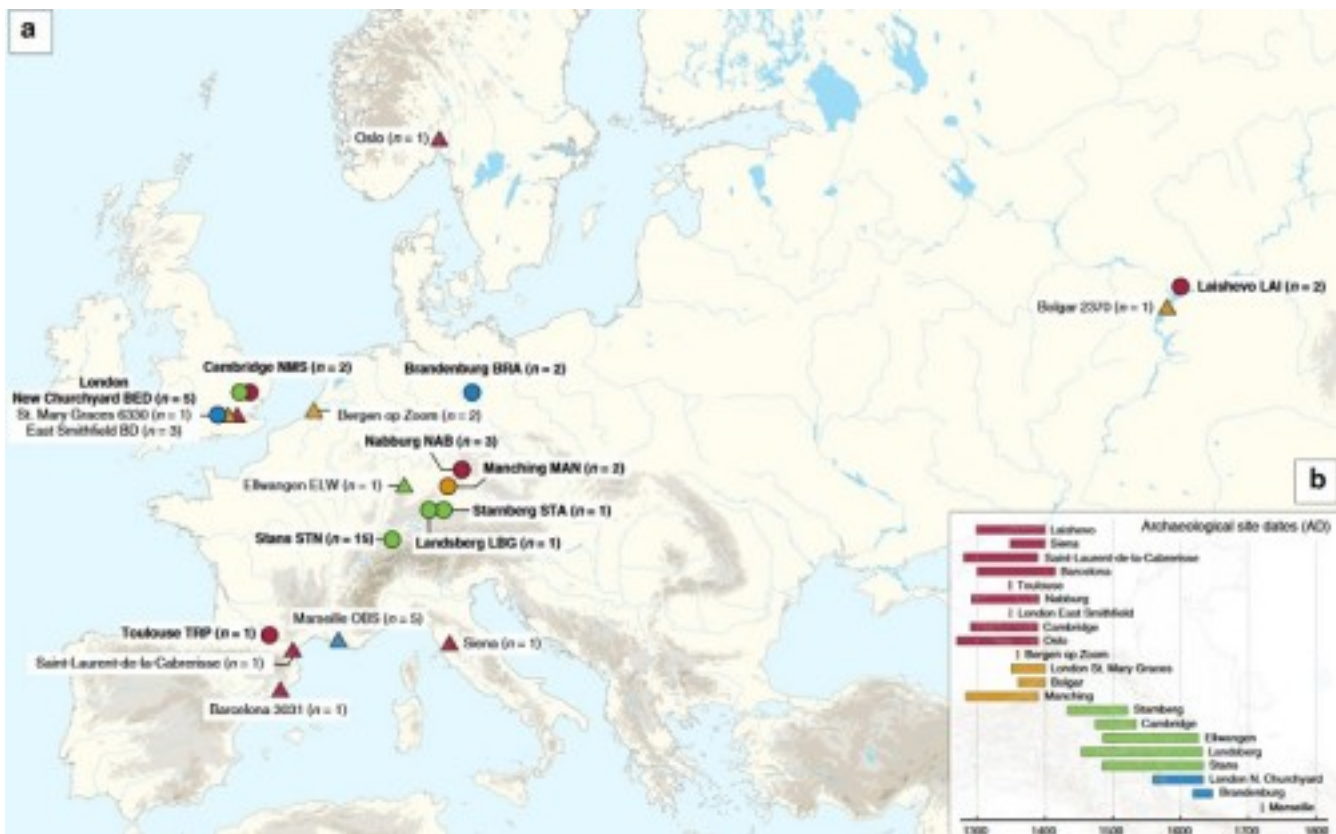 a
Oslo (n = 1)
Laishevo LAI (n = 2)
Bolgar 2370 (n = 1)
Cambridge NMS (n = 2)
Brandenburg BRA (n = 2)
London
New Churchyard BED (n = 5)
St. Mary Graces 6330 (n = 1)
East Smithfield BD (n = 3)
Bergen op Zoom (n = 2)
Nabburg NAB (n = 3)
Manching MAN (n = 2)
Ellwangen ELW (n = 1)
Starnberg STA (n = 1)
Stans STN (n = 15)
Landsberg LBG (n = 1)
Marseille OBS (n = 5)
Toulouse TRP (n = 1)
Siena (n = 1)
Saint-Laurent-de-la-Cabrerisse (n = 1)
Barcelona 3031 (n = 1)
b
Archaeological site dates (AD)
Laishevo
Siena
Saint-Laurent-de-la-Cabrerisse
Barcelona
Toulouse
Nabburg
London East Smithfield
Cambridge
Oslo
Bergen op Zoom
London St. Mary Graces
Bolgar
Manching
Starnberg
Cambridge
Ellwangen
Landsberg
Stans
London N. Churchyard
Brandenburg
Marseille
1300 1400 1500 1600 1700 1800